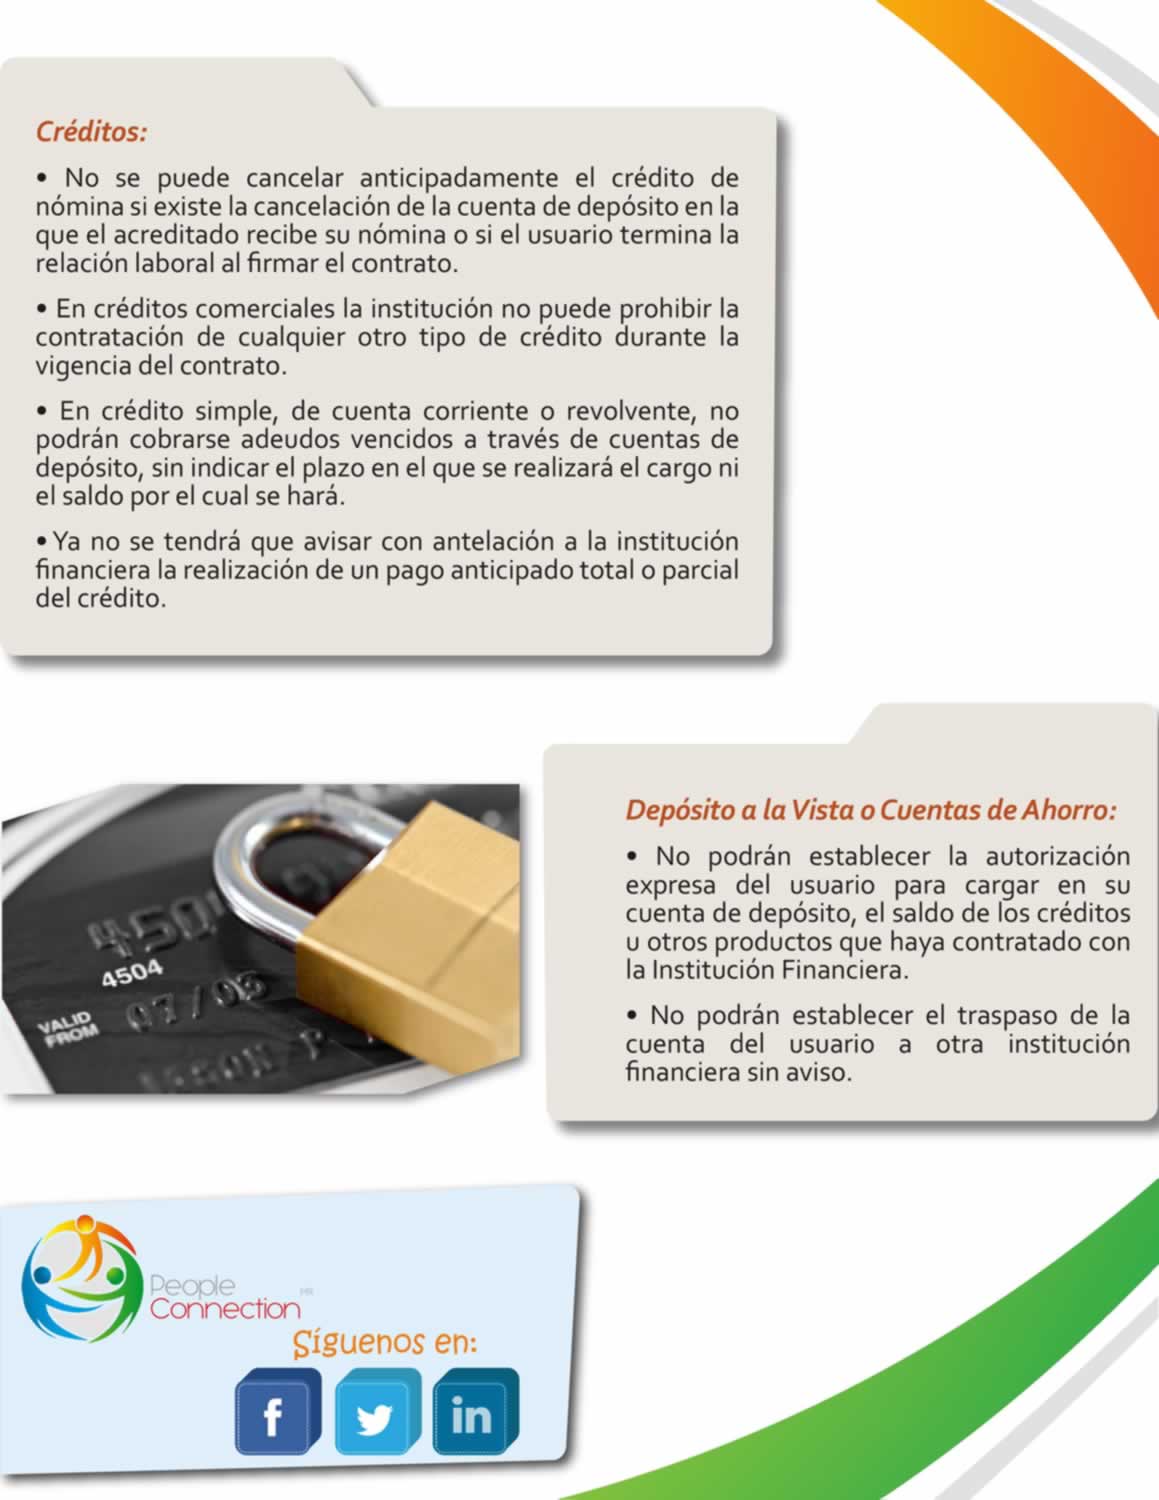 Créditos:
• No se puede cancelar anticipadamente el crédito de
nómina si existe la cancelación de la cuenta de depósito en la
que el acreditado recibe su nómina o si el usuario termina la
relación laboral al firmar el contrato.
• En créditos comerciales la institución no puede prohibir la
contratación de cualquier otro tipo de crédito durante la
vigencia del contrato.
• En crédito simple, de cuenta corriente o revolvente, no
podrán cobrarse adeudos vencidos a través de cuentas de
depósito, sin indicar el plazo en el que se realizará el cargo ni
el saldo por el cual se hará.
• Ya no se tendrá que avisar con antelación a la institución
financiera la realización de un pago anticipado total o parcial
del crédito.
Depósito a la Vista o Cuentas de Ahorro:
• No podrán establecer la autorización
expresa del usuario para cargar en su
cuenta de depósito, el saldo de los créditos
u otros productos que haya contratado con
la Institución Financiera.
• No podrán establecer el traspaso de la
cuenta del usuario a otra institución
financiera sin aviso.
4504
VALID
FROM
07/05
People
Connection MR
Síguenos en:
f
in